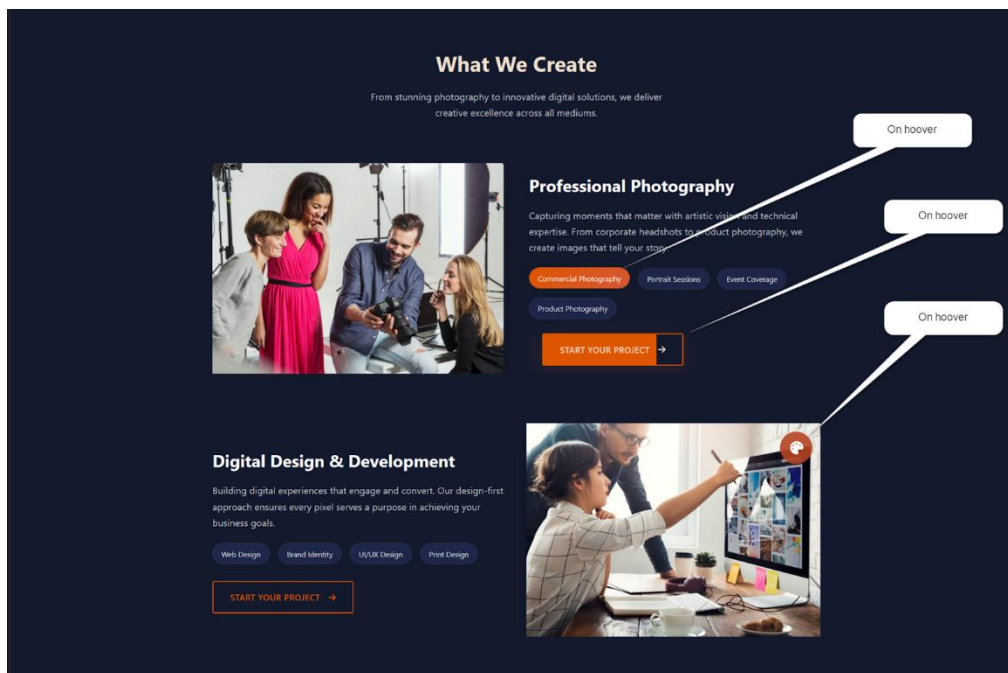 What We Create
From stunning photography to innovative digital solutions, we deliver
creative excellence across all mediums.
On hoover
Professional Photography
Capturing moments that matter with artistic vision and technical
expertise. From corporate headshots to product photography, we
create images that tell your story.
On hoover
Commercial Photography
Portrait Sessions
Event Coverage
Product Photography
On hoover
START YOUR PROJECT →
Digital Design & Development
Building digital experiences that engage and convert. Our design-first
approach ensures every pixel serves a purpose in achieving your
business goals.
Web Design
Brand Identity
UI/UX Design
Print Design
START YOUR PROJECT →